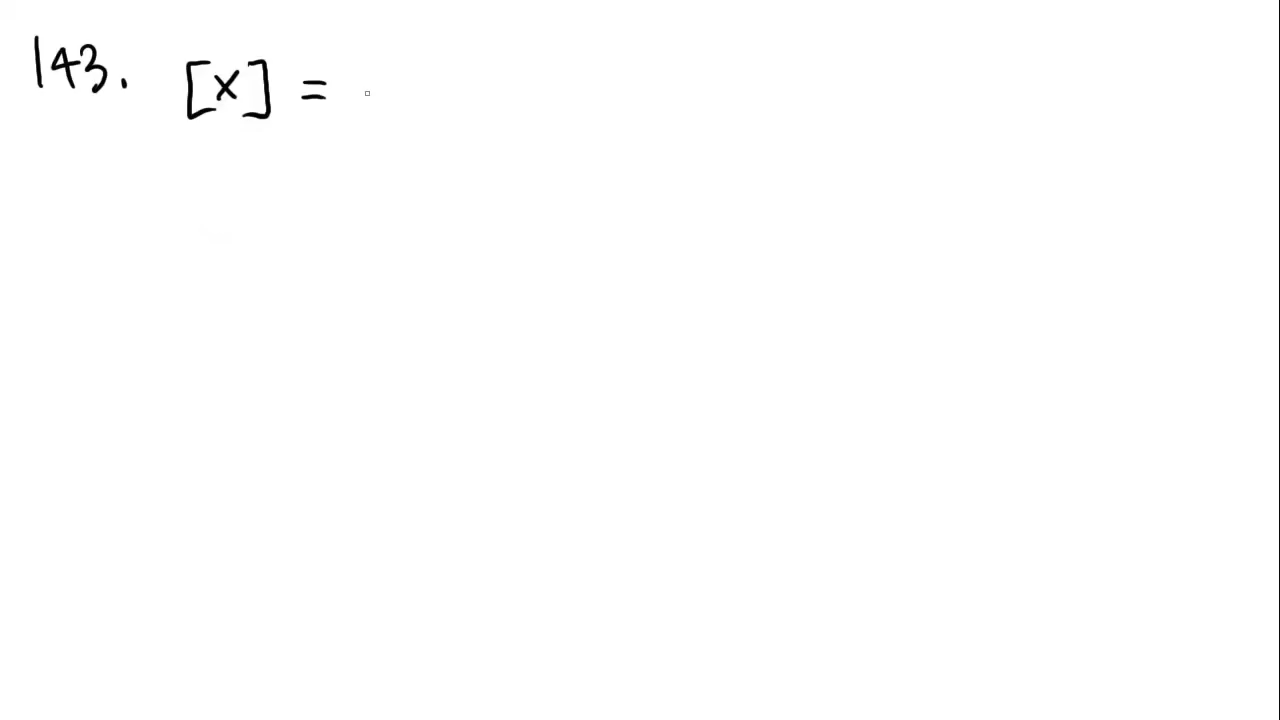 143. [x] =